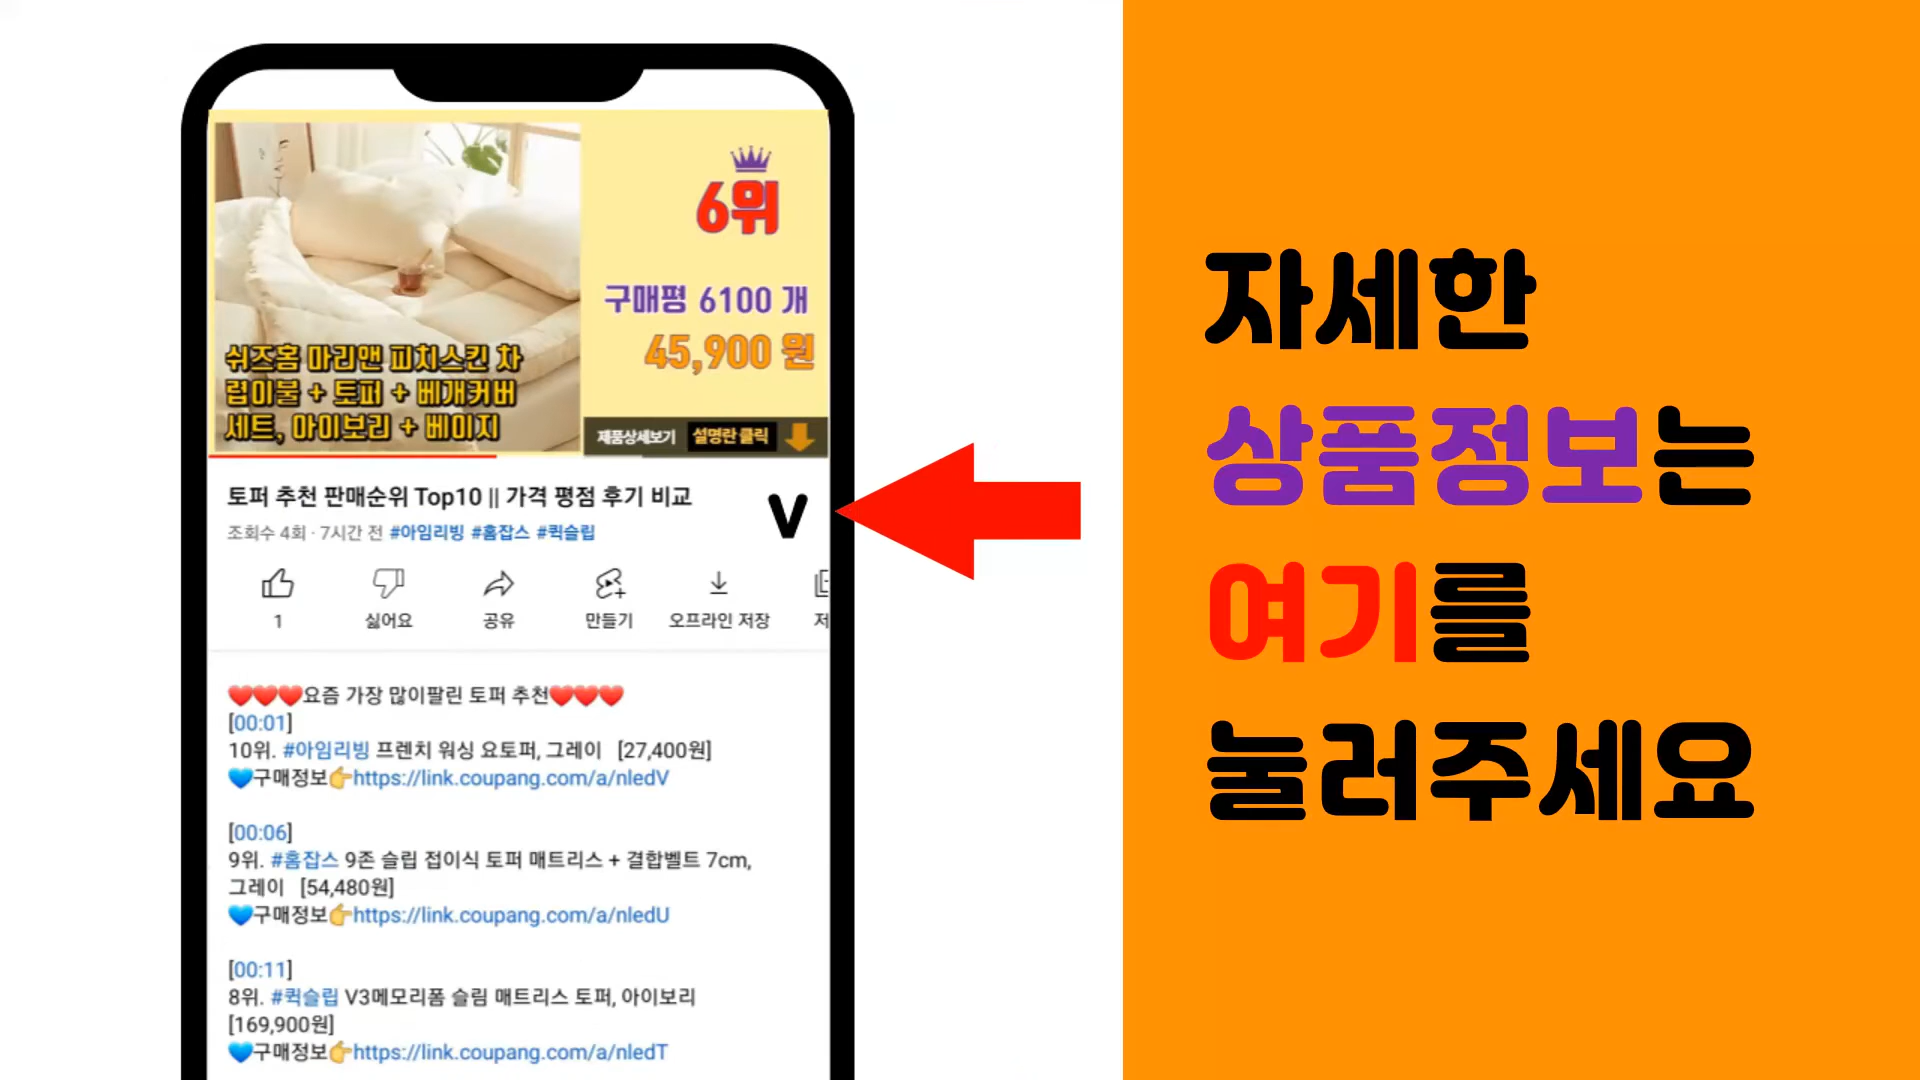 6위
구매평 6100 개
45,900 원
쉬즈홈 마리앤 피치스킨 차
렵이불 + 토퍼 + 베개커버
세트, 아이보리 + 베이지
제품상세보기 설명란 클릭
토퍼 추천 판매순위 Top10 || 가격 평점 후기 비교
V
조회수 4회 · 7시간 전 #아임리빙 #홈잡스 #퀵슬립
1 싫어요 공유 만들기 오프라인 저장 저
❤️❤️❤️요즘 가장 많이팔린 토퍼 추천❤️❤️❤️
[00:01]
10위. #아임리빙 프렌치 워싱 요토퍼, 그레이 [27,400원]
💙구매정보👉https://link.coupang.com/a/nledV
[00:06]
9위. #홈잡스 9존 슬립 접이식 토퍼 매트리스 + 결합벨트 7cm,
그레이 [54,480원]
💙구매정보👉https://link.coupang.com/a/nledU
[00:11]
8위. #퀵슬립 V3메모리폼 슬림 매트리스 토퍼, 아이보리
[169,900원]
💙구매정보👉https://link.coupang.com/a/nledT
자세한
상품정보는
여기를
눌러주세요